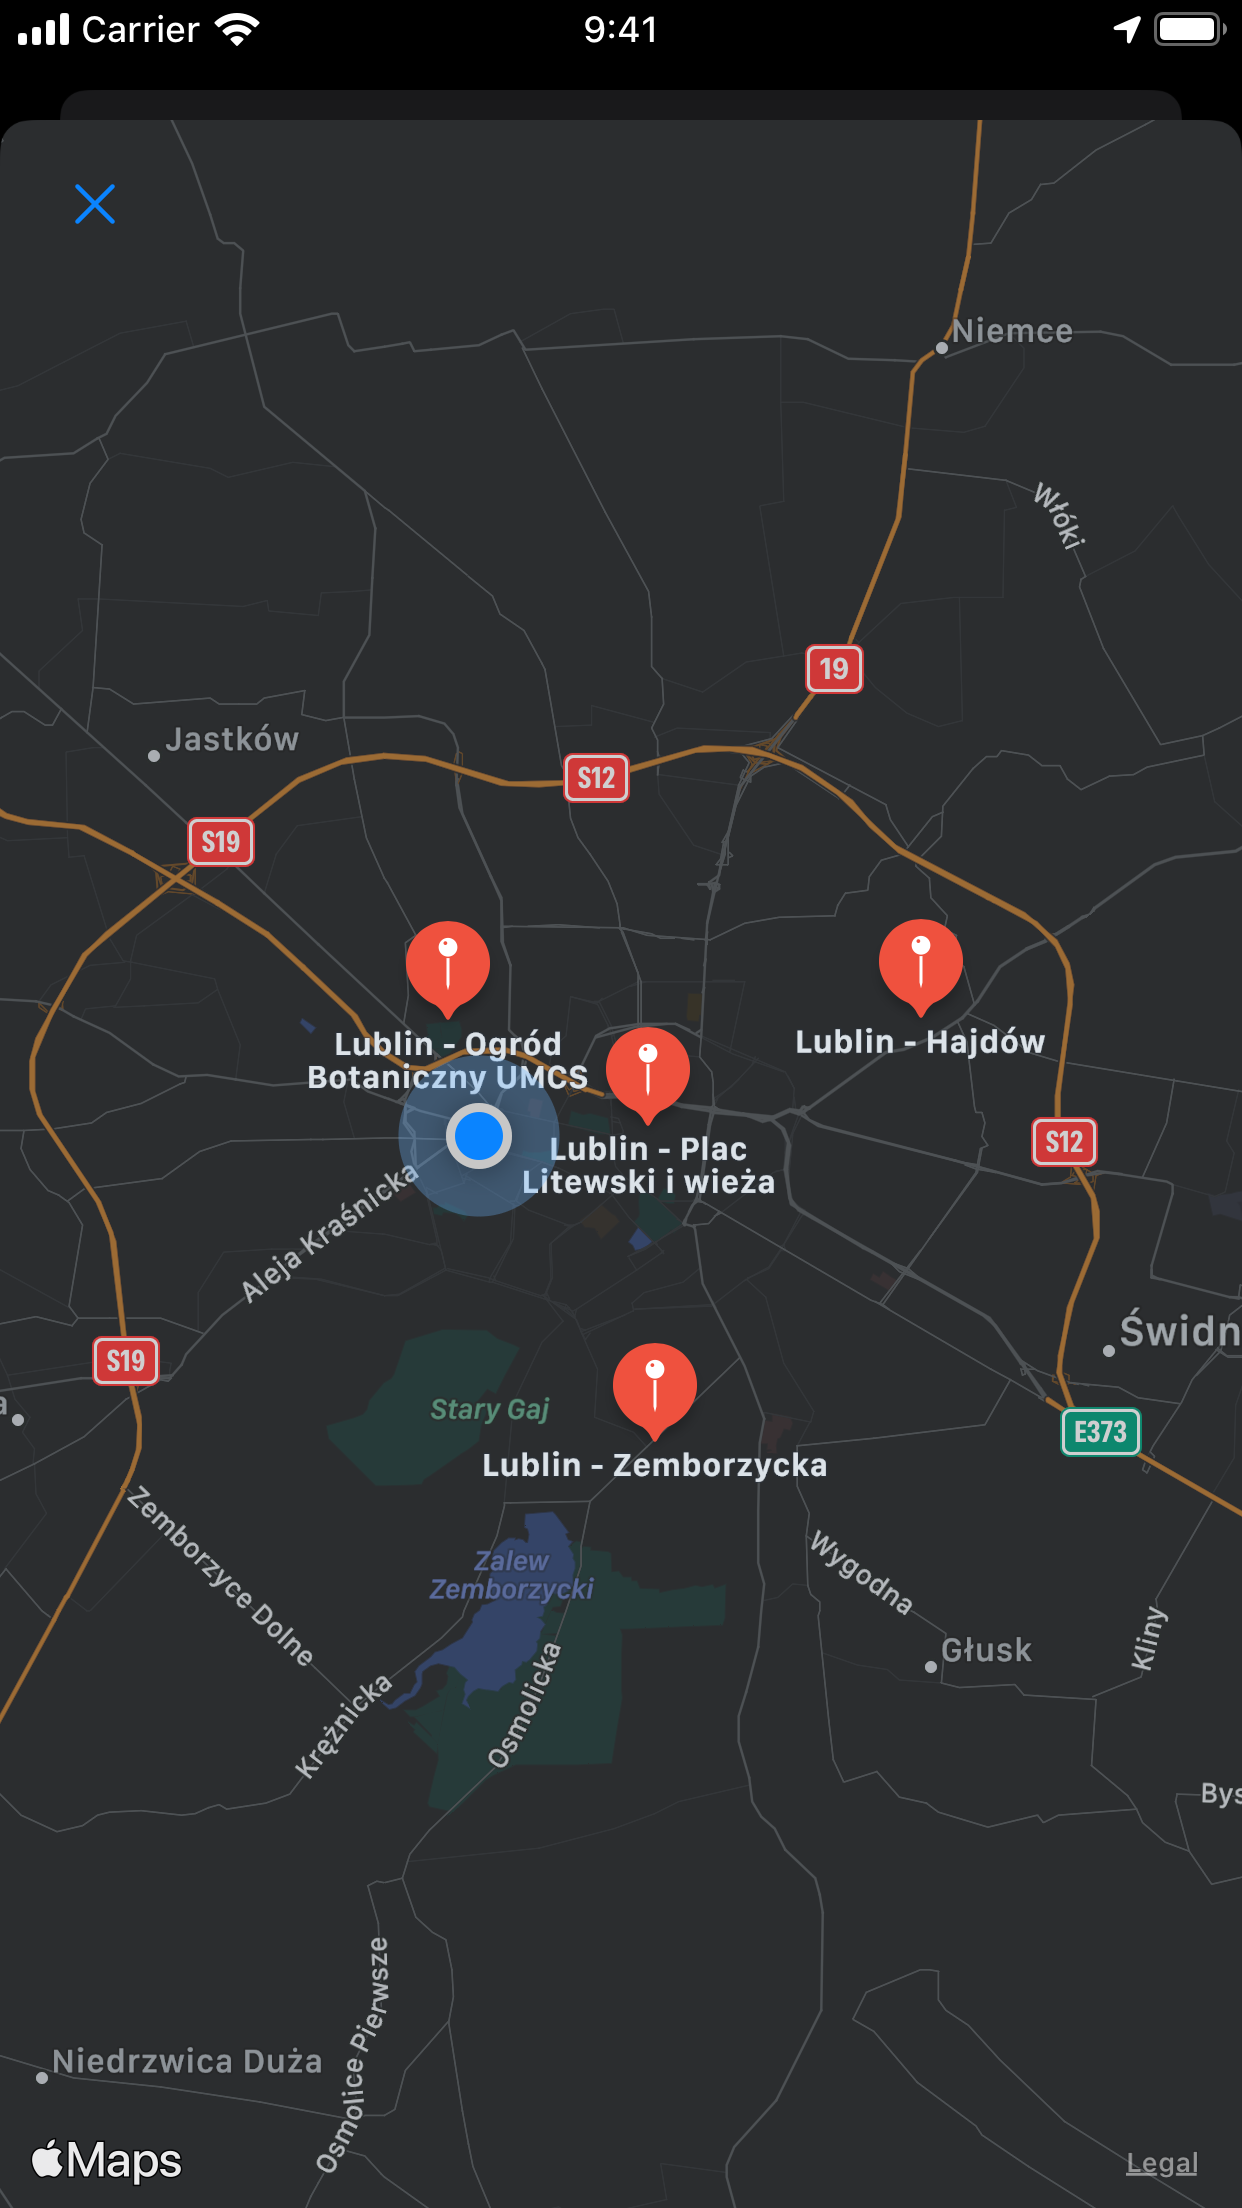 Carrier
9:41
Niemce
Włóki
19
Jastków
S12
S19
Lublin - Ogród
Botaniczny UMCS
Lublin - Hajdów
Lublin - Plac
Litewski i wieża
S12
Aleja Kraśnicka
Świdn
S19
a
Stary Gaj
E373
Lublin - Zemborzycka
Zemborzyce Dolne
Zalew
Zemborzycki
Wygodna
Kliny
Głusk
Krężnicka
Osmolicka
Bys
Osmolice Pierwsze
Niedrzwica Duża
Maps
Legal